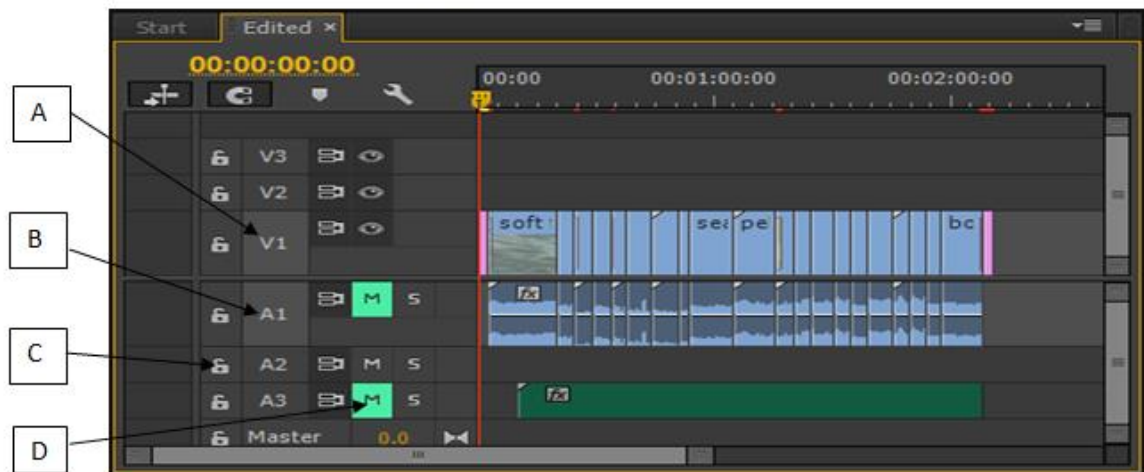 Start Edited ×
00:00:00:00
00:00 00:01:00:00 00:02:00:00
A
V3
V2
soft sea pe bc
V1
B
fx
M S
A1
C
A2 M S
A3 M S fx
D
Master 0.0